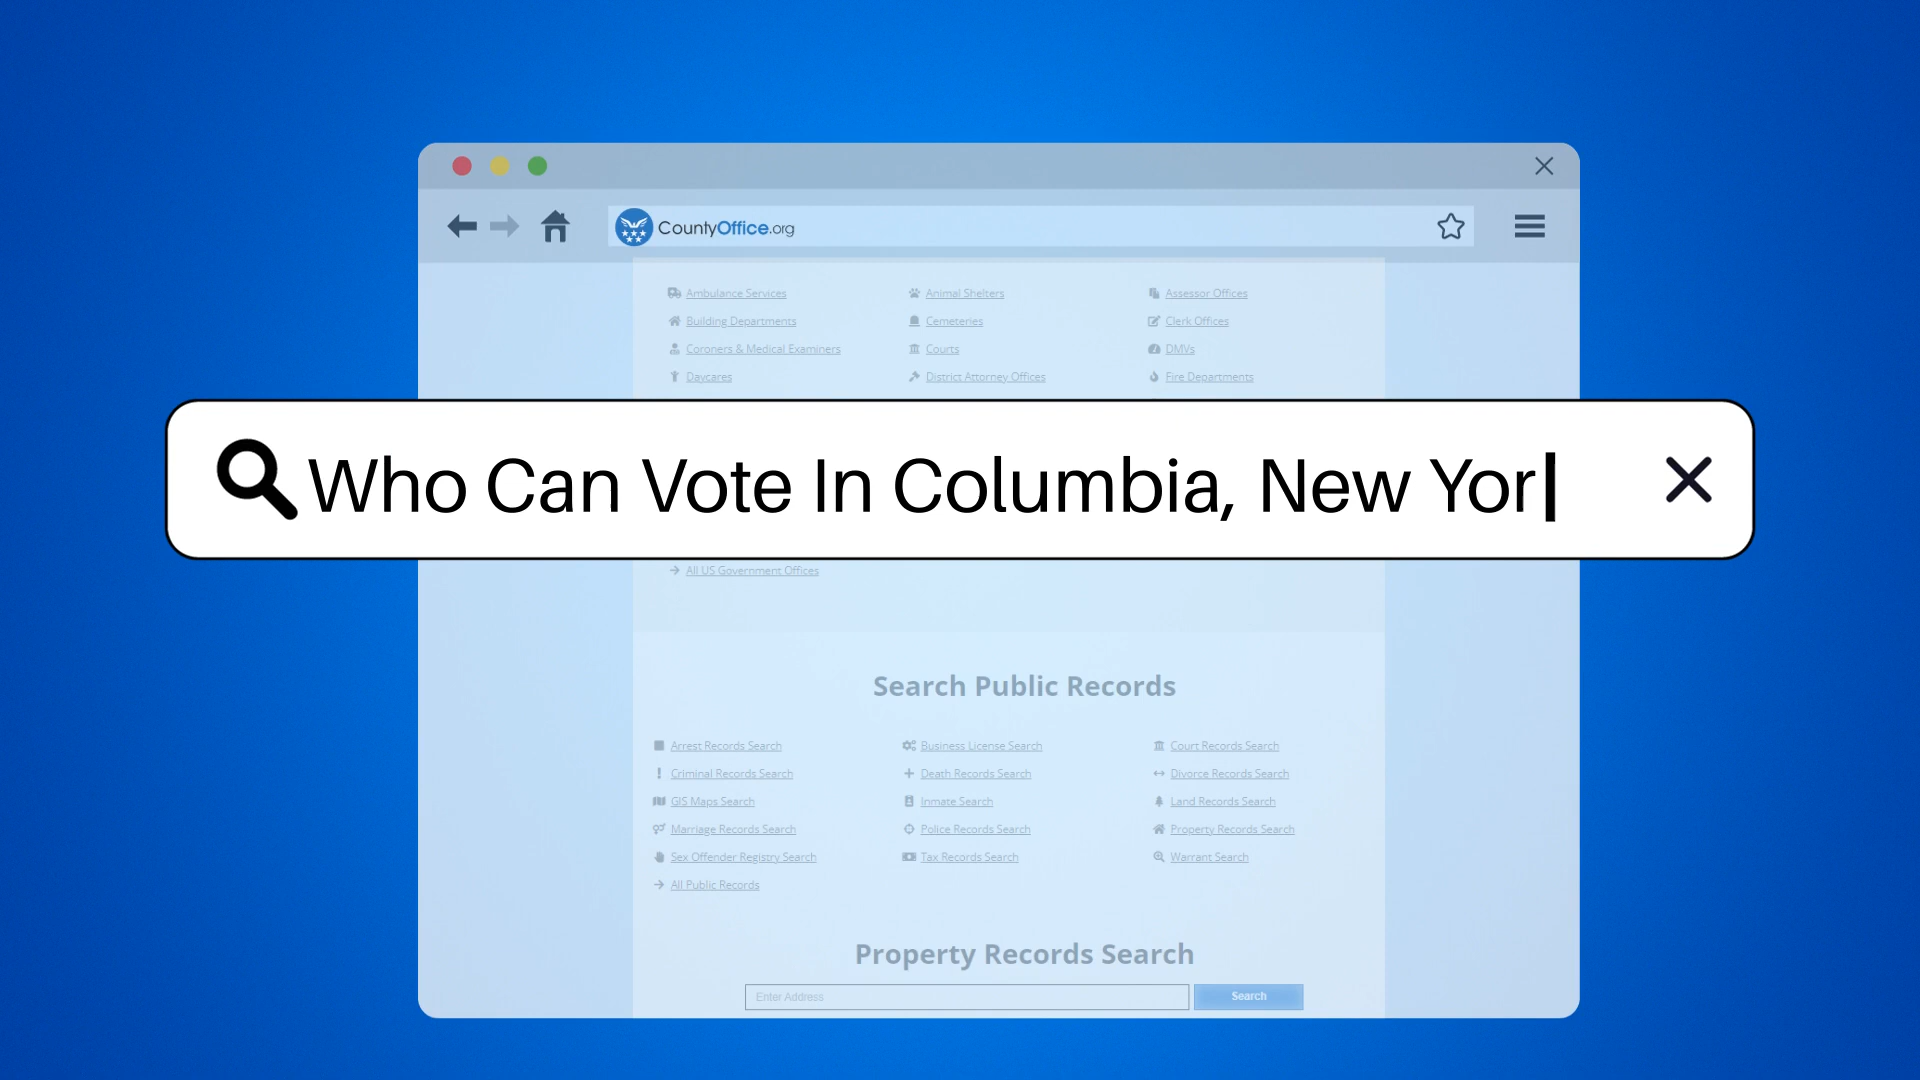 CountyOffice.org
Ambulance Services Animal Shelters Assessor Offices
Building Departments Cemeteries Clerk Offices
Coroners & Medical Examiners Courts DMVs
Daycares District Attorney Offices Fire Departments
Who Can Vote In Columbia, New Yor
All US Government Offices
Search Public Records
Arrest Records Search Business License Search Court Records Search
Criminal Records Search Death Records Search Divorce Records Search
GIS Maps Search Inmate Search Land Records Search
Marriage Records Search Police Records Search Property Records Search
Sex Offender Registry Search Tax Records Search Warrant Search
All Public Records
Property Records Search
Enter Address Search